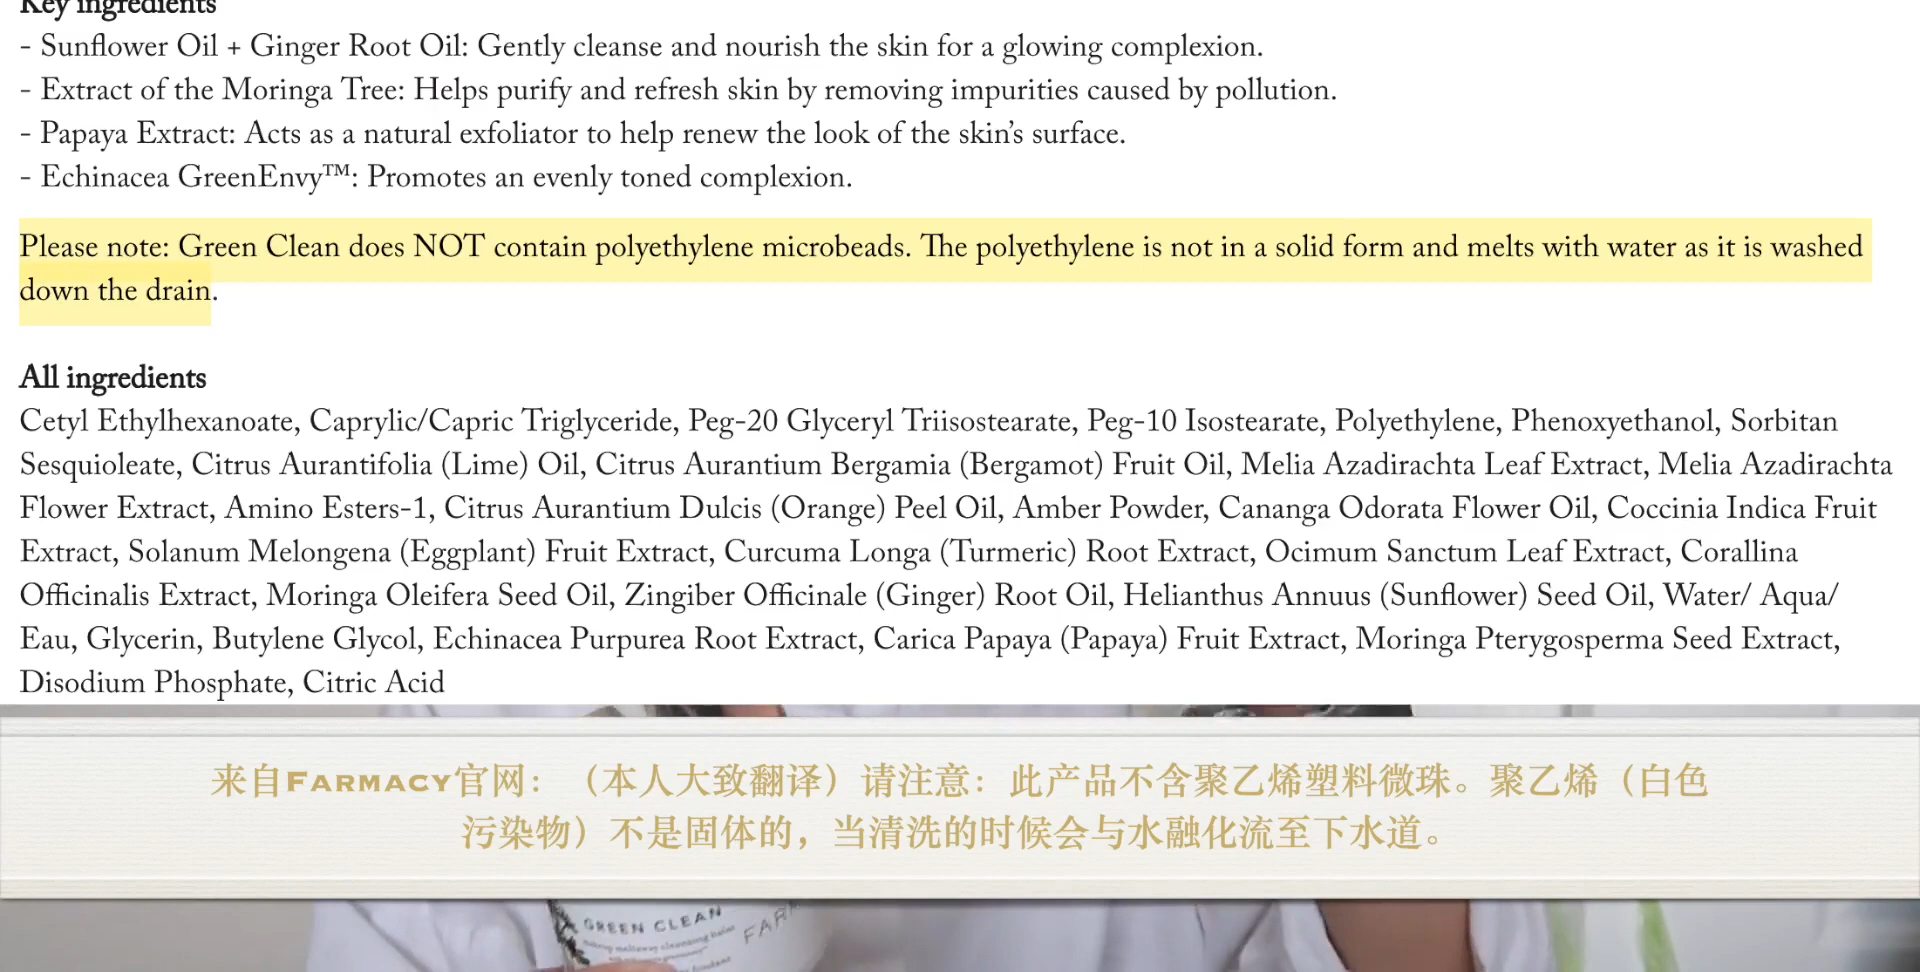 Key ingredients
- Sunflower Oil + Ginger Root Oil: Gently cleanse and nourish the skin for a glowing complexion.
- Extract of the Moringa Tree: Helps purify and refresh skin by removing impurities caused by pollution.
- Papaya Extract: Acts as a natural exfoliator to help renew the look of the skin’s surface.
- Echinacea GreenEnvy™: Promotes an evenly toned complexion.
Please note: Green Clean does NOT contain polyethylene microbeads. The polyethylene is not in a solid form and melts with water as it is washed
down the drain.
All ingredients
Cetyl Ethylhexanoate, Caprylic/Capric Triglyceride, Peg-20 Glyceryl Triisostearate, Peg-10 Isostearate, Polyethylene, Phenoxyethanol, Sorbitan
Sesquioleate, Citrus Aurantifolia (Lime) Oil, Citrus Aurantium Bergamia (Bergamot) Fruit Oil, Melia Azadirachta Leaf Extract, Melia Azadirachta
Flower Extract, Amino Esters-1, Citrus Aurantium Dulcis (Orange) Peel Oil, Amber Powder, Cananga Odorata Flower Oil, Coccinia Indica Fruit
Extract, Solanum Melongena (Eggplant) Fruit Extract, Curcuma Longa (Turmeric) Root Extract, Ocimum Sanctum Leaf Extract, Corallina
Officinalis Extract, Moringa Oleifera Seed Oil, Zingiber Officinale (Ginger) Root Oil, Helianthus Annuus (Sunflower) Seed Oil, Water/ Aqua/
Eau, Glycerin, Butylene Glycol, Echinacea Purpurea Root Extract, Carica Papaya (Papaya) Fruit Extract, Moringa Pterygosperma Seed Extract,
Disodium Phosphate, Citric Acid
来自FARMACY官网：（本人大致翻译）请注意：此产品不含聚乙烯塑料微珠。聚乙烯（白色
污染物）不是固体的，当清洗的时候会与水融化流至下水道。
GREEN CLEAN
makeup meltaway cleansing balm